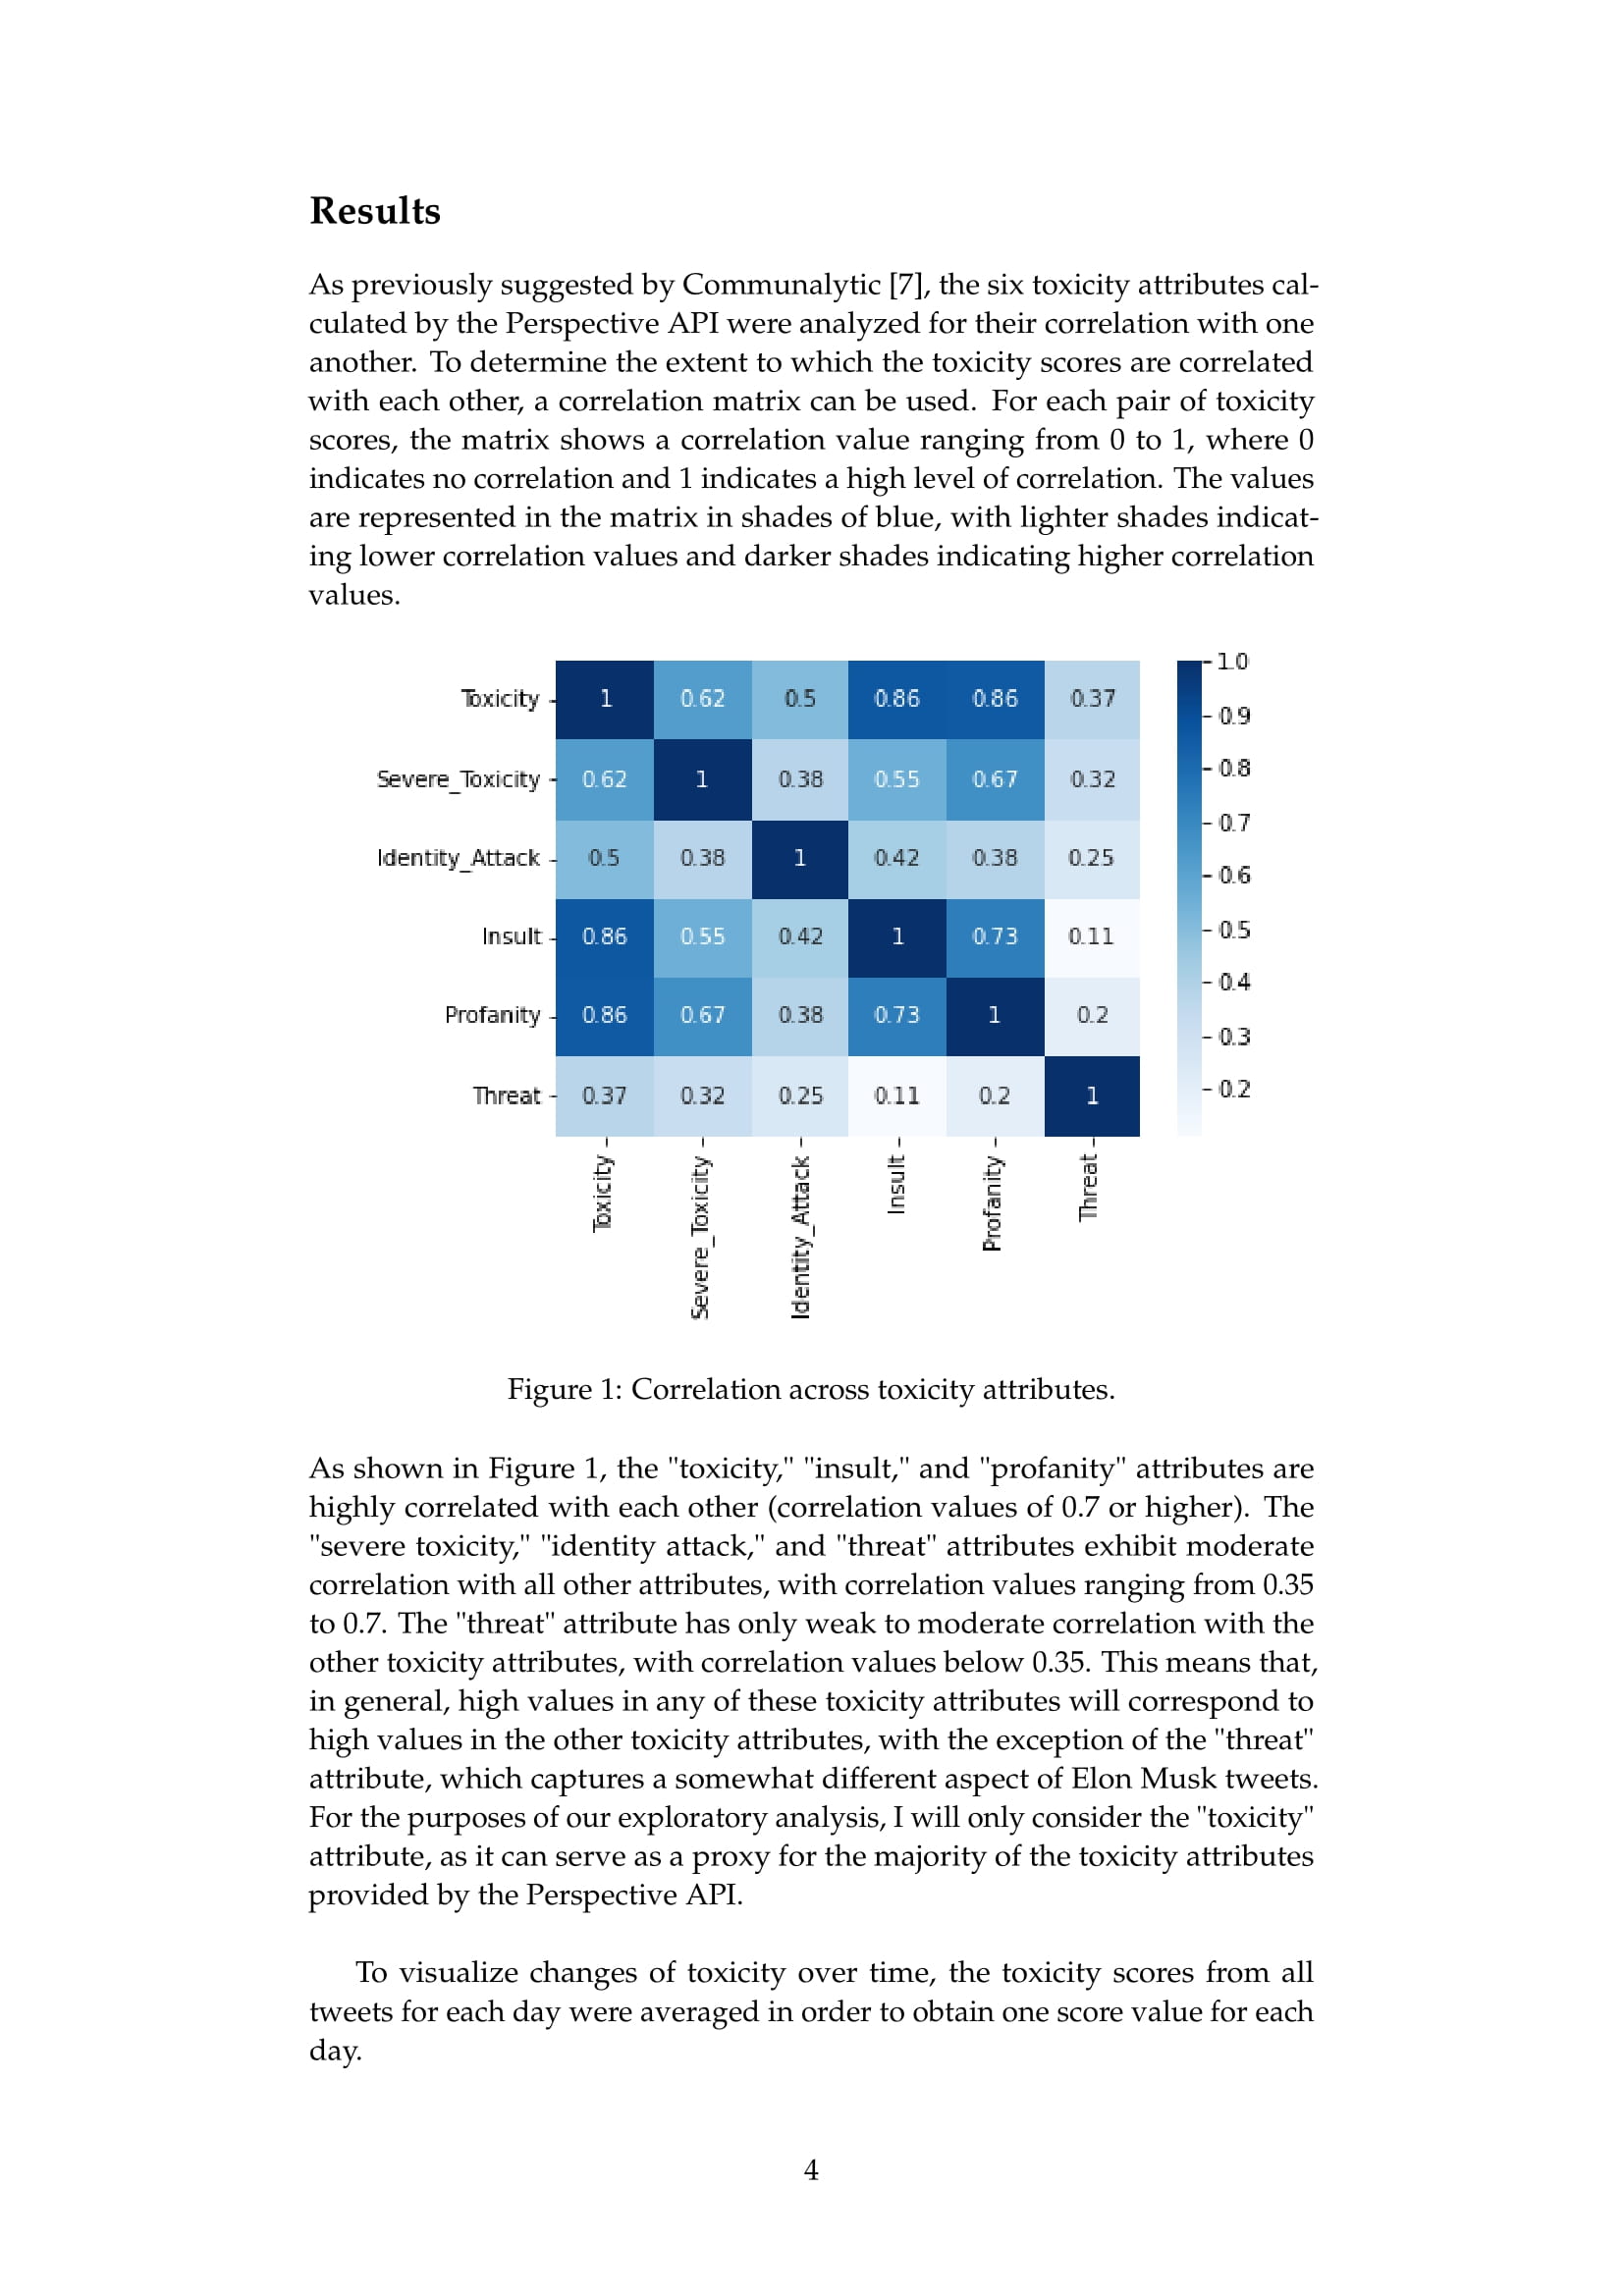 Results
As previously suggested by Communalytic [7], the six toxicity attributes cal-
culated by the Perspective API were analyzed for their correlation with one
another. To determine the extent to which the toxicity scores are correlated
with each other, a correlation matrix can be used. For each pair of toxicity
scores, the matrix shows a correlation value ranging from 0 to 1, where 0
indicates no correlation and 1 indicates a high level of correlation. The values
are represented in the matrix in shades of blue, with lighter shades indicat-
ing lower correlation values and darker shades indicating higher correlation
values.
Toxicity 1 0.62 0.5 0.86 0.86 0.37
Severe_Toxicity 0.62 1 0.38 0.55 0.67 0.32
Identity_Attack 0.5 0.38 1 0.42 0.38 0.25
Insult 0.86 0.55 0.42 1 0.73 0.11
Profanity 0.86 0.67 0.38 0.73 1 0.2
Threat 0.37 0.32 0.25 0.11 0.2 1
Toxicity
Severe_Toxicity
Identity_Attack
Insult
Profanity
Threat
1.0
0.9
0.8
0.7
0.6
0.5
0.4
0.3
0.2
Figure 1: Correlation across toxicity attributes.
As shown in Figure 1, the "toxicity," "insult," and "profanity" attributes are
highly correlated with each other (correlation values of 0.7 or higher). The
"severe toxicity," "identity attack," and "threat" attributes exhibit moderate
correlation with all other attributes, with correlation values ranging from 0.35
to 0.7. The "threat" attribute has only weak to moderate correlation with the
other toxicity attributes, with correlation values below 0.35. This means that,
in general, high values in any of these toxicity attributes will correspond to
high values in the other toxicity attributes, with the exception of the "threat"
attribute, which captures a somewhat different aspect of Elon Musk tweets.
For the purposes of our exploratory analysis, I will only consider the "toxicity"
attribute, as it can serve as a proxy for the majority of the toxicity attributes
provided by the Perspective API.
To visualize changes of toxicity over time, the toxicity scores from all
tweets for each day were averaged in order to obtain one score value for each
day.
4